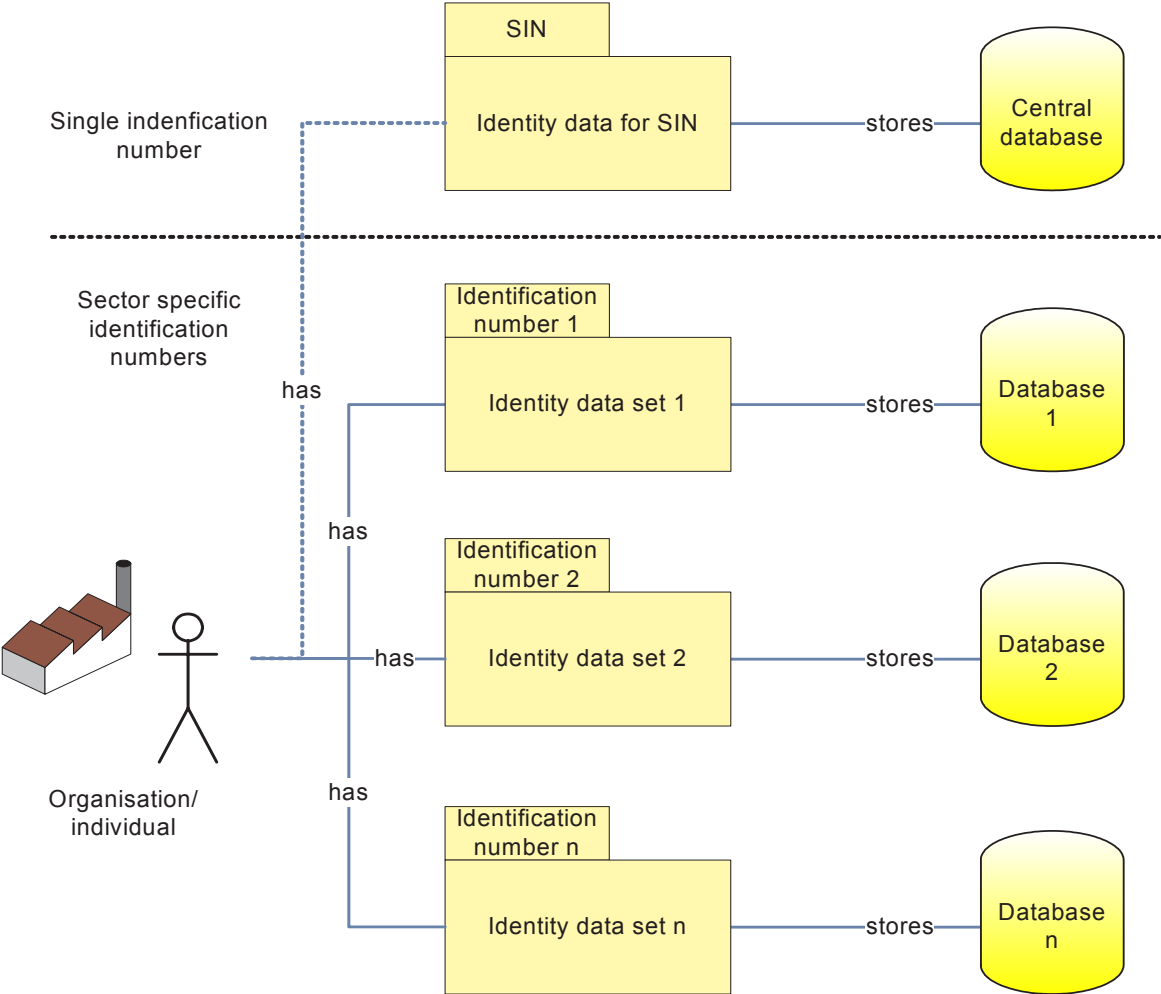 SIN
Single indenfication
number
Identity data for SIN
stores
Central
database
Sector specific
identification
numbers
has
Identification
number 1
Identity data set 1
stores
Database
1
has
Identification
number 2
has
Identity data set 2
stores
Database
2
Organisation/
individual
has
Identification
number n
Identity data set n
stores
Database
n